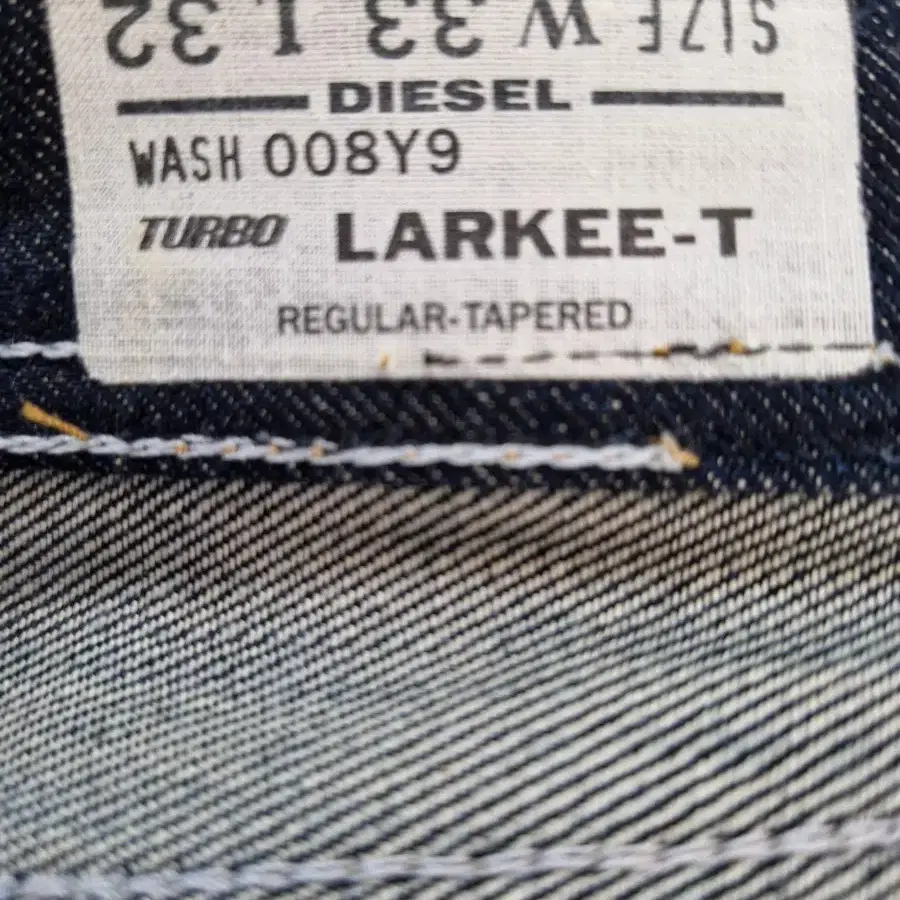 SIZE W 33 L 32
DIESEL
WASH 008Y9
TURBO LARKEE-T
REGULAR-TAPERED